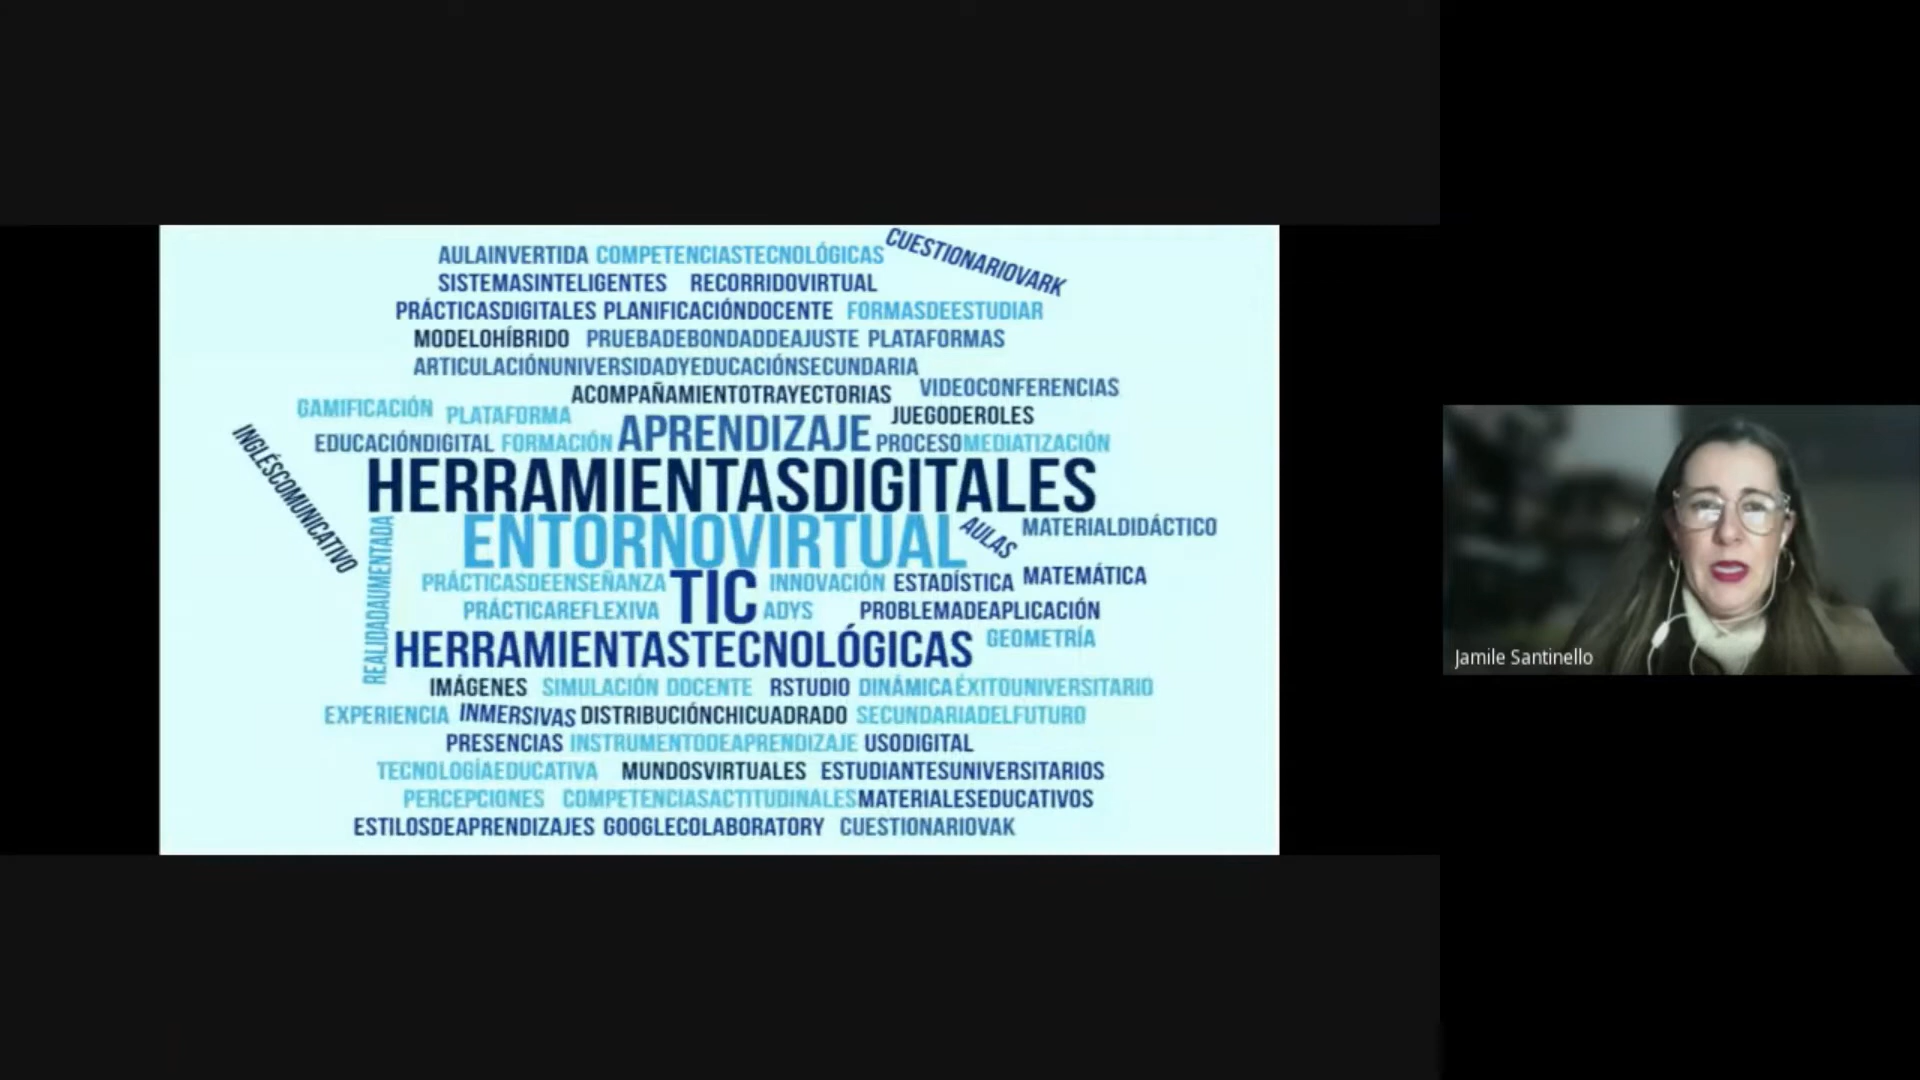 CUESTIONARIOVARK
AULAINVERTIDA COMPETENCIASTECNOLÓGICAS
SISTEMASINTELIGENTES RECORRIDOVIRTUAL
PRÁCTICASDIGITALES PLANIFICACIÓNDOCENTE FORMASDEESTUDIAR
MODELOHÍBRIDO PRUEBADEBONDADDEAJUSTE PLATAFORMAS
ARTICULACIÓNUNIVERSIDADYEDUCACIÓNSECUNDARIA
ACOMPAÑAMIENTOTRAYECTORIAS VIDEOCONFERENCIAS
GAMIFICACIÓN PLATAFORMA APRENDIZAJE JUEGODEROLES
EDUCACIÓNDIGITAL FORMACIÓN PROCESO MEDIATIZACIÓN
INGLÉSCOMUNICATIVO
HERRAMIENTASDIGITALES
ENTORNOVIRTUAL AULAS MATERIALDIDÁCTICO
REALIDADAUMENTADA
PRÁCTICASDEENSEÑANZA TIC INNOVACIÓN ESTADÍSTICA MATEMÁTICA
PRÁCTICAREFLEXIVA ADYS PROBLEMADEAPLICACIÓN
HERRAMIENTASTECNOLÓGICAS GEOMETRÍA
IMÁGENES SIMULACIÓN DOCENTE RSTUDIO DINÁMICA ÉXITOUNIVERSITARIO
EXPERIENCIA INMERSIVAS DISTRIBUCIÓNCHICUADRADO SECUNDARIADELFUTURO
PRESENCIAS INSTRUMENTODEAPRENDIZAJE USODIGITAL
TECNOLOGÍAEDUCATIVA MUNDOSVIRTUALES ESTUDIANTESUNIVERSITARIOS
PERCEPCIONES COMPETENCIASACTITUDINALES MATERIALESEDUCATIVOS
ESTILOSDEAPRENDIZAJES GOOGLECOLABORATORY CUESTIONARIOVAK
Jamile Santinello